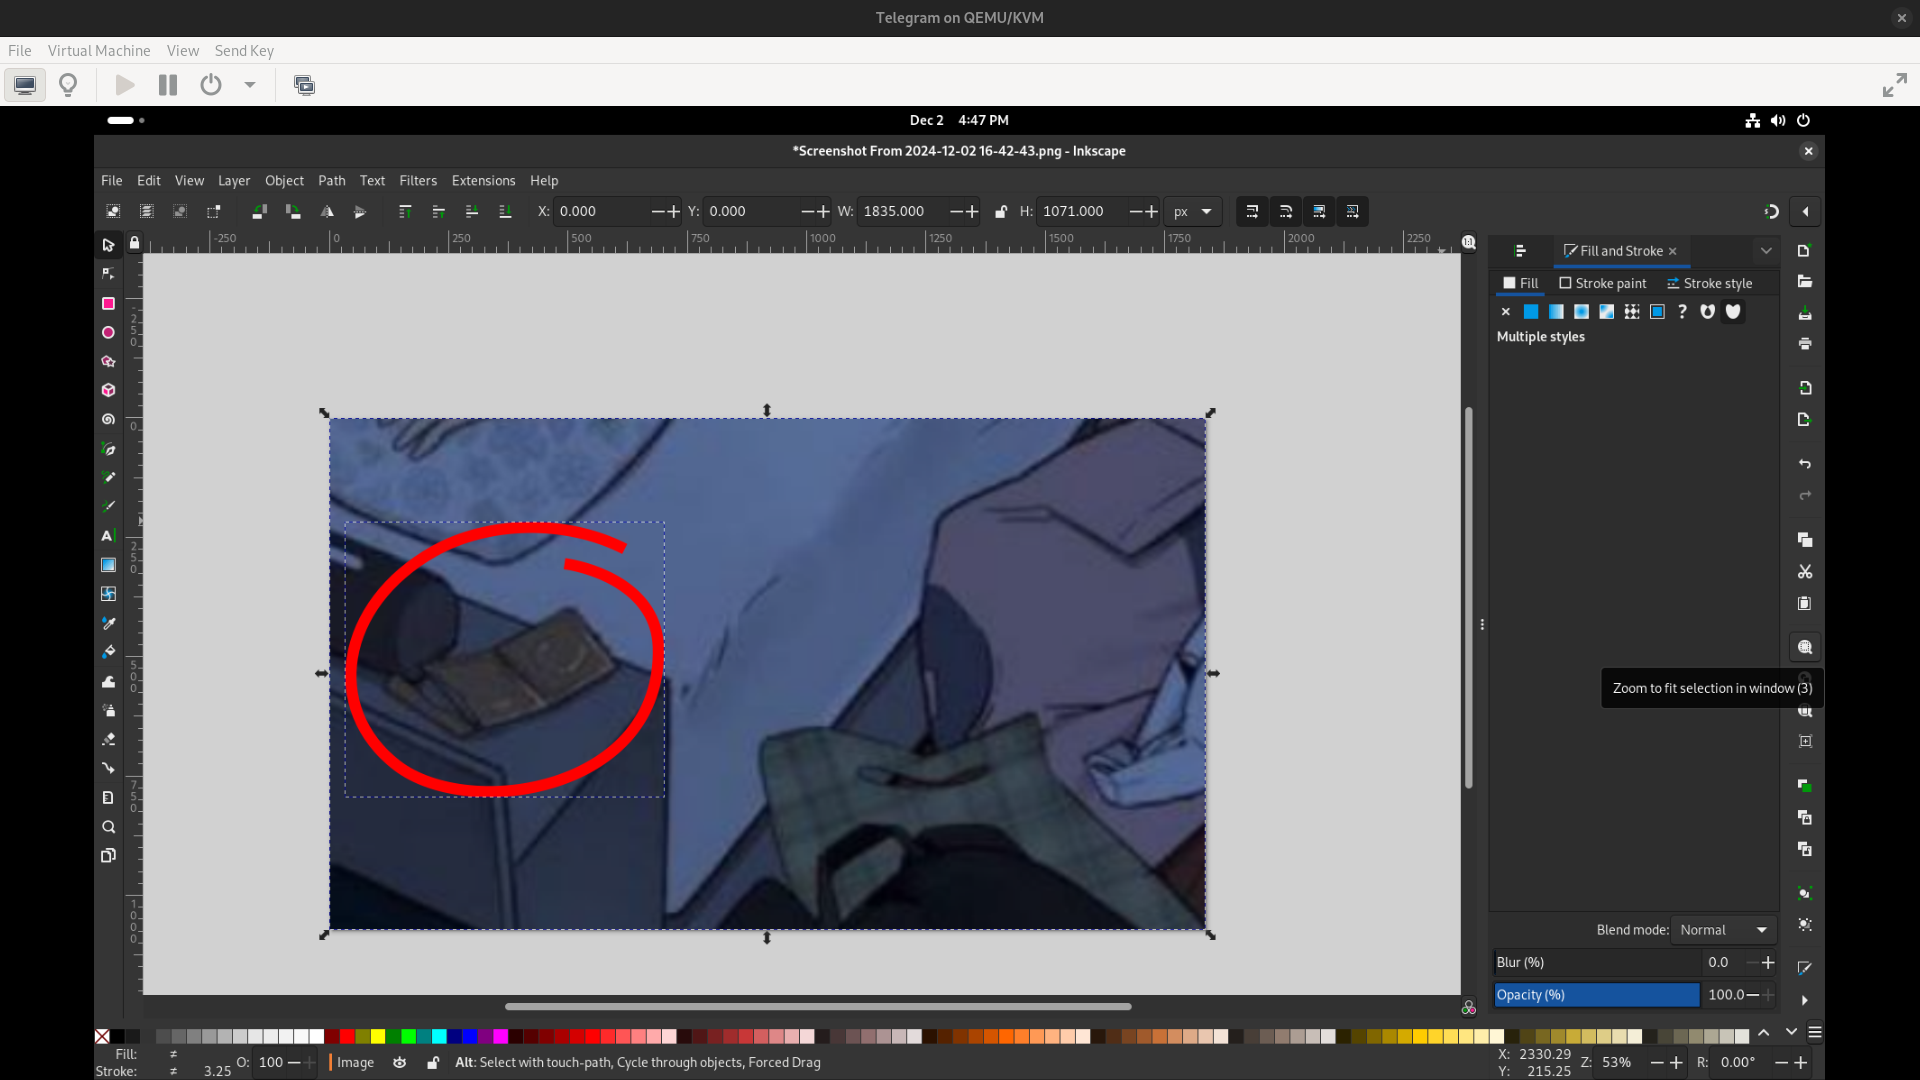 Telegram on QEMU/KVM
File Virtual Machine View Send Key
Dec 2 4:47 PM
*Screenshot From 2024-12-02 16-42-43.png - Inkscape
File Edit View Layer Object Path Text Filters Extensions Help
X: 0.000 Y: 0.000 W: 1835.000 H: 1071.000 px
-250 0 250 500 750 1000 1250 1500 1750 2000 2250
Fill and Stroke
Fill Stroke paint Stroke style
Multiple styles
0
250
500
750
1000
Zoom to fit selection in window (3)
Blend mode: Normal
Blur (%) 0.0
Opacity (%) 100.0
Fill: ≠
Stroke: ≠ 3.25
O: 100
Image
Alt: Select with touch-path, Cycle through objects, Forced Drag
X: 2330.29
Y: 215.25
Z: 53%
R: 0.00°